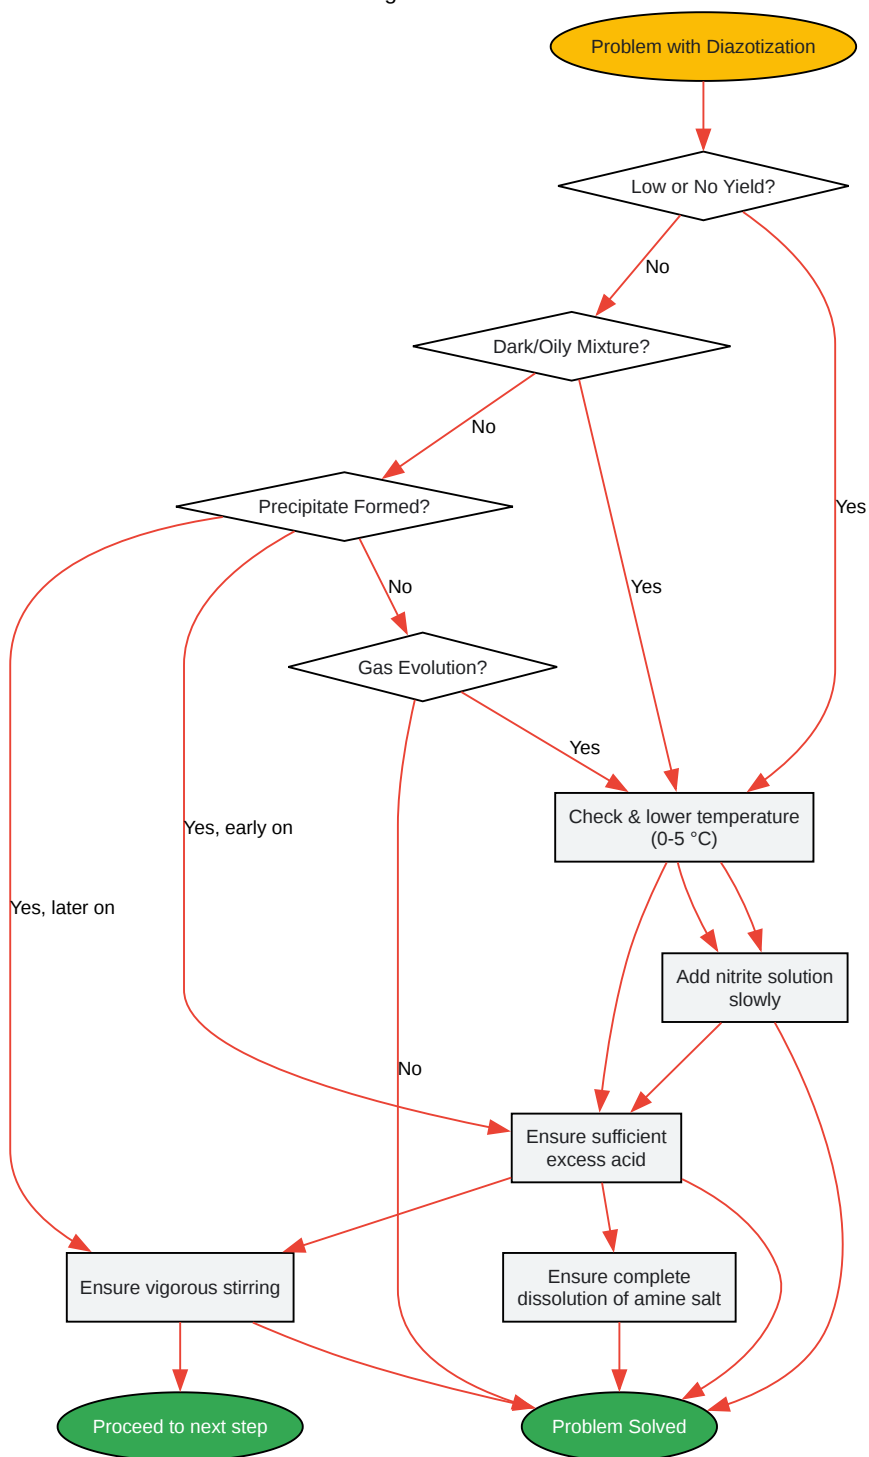 Problem with Diazotization
Low or No Yield?
No
Dark/Oily Mixture?
No
Precipitate Formed?
Yes
No
Yes
Gas Evolution?
Yes
Check & lower temperature
(0-5 °C)
Yes, early on
Yes, later on
Add nitrite solution
slowly
No
Ensure sufficient
excess acid
Ensure vigorous stirring
Ensure complete
dissolution of amine salt
Proceed to next step
Problem Solved